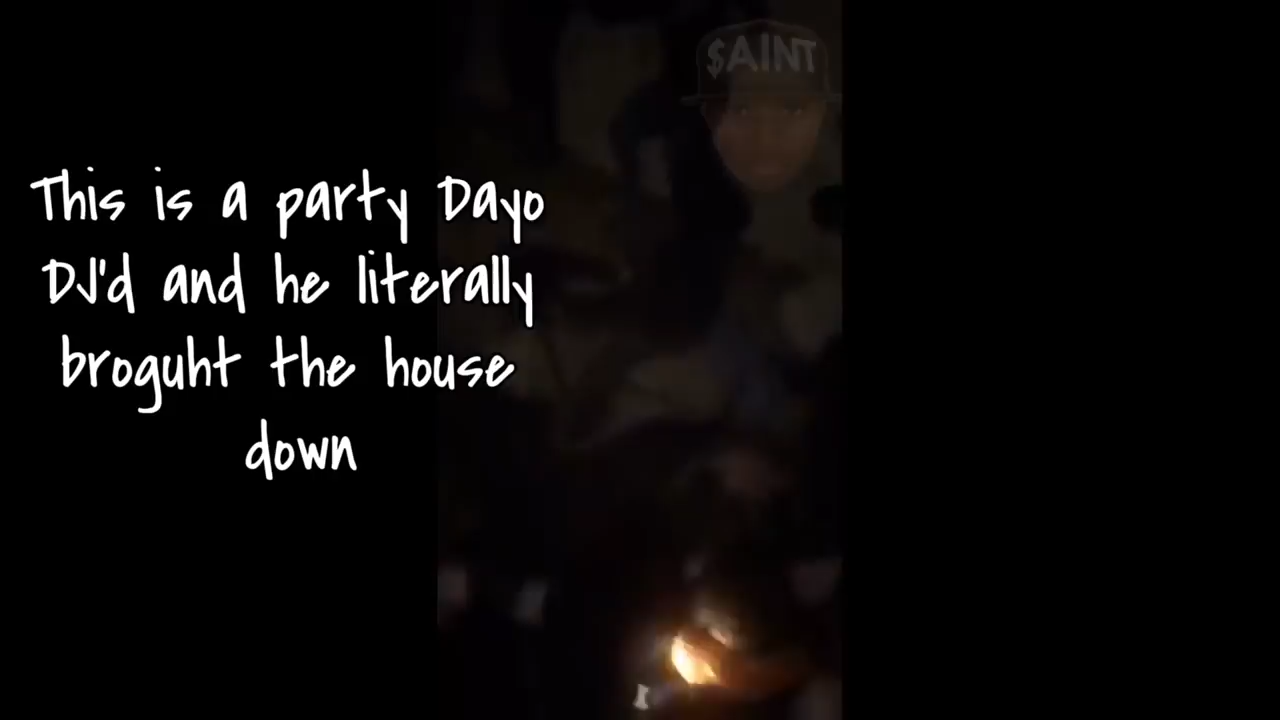 $AINT
This is a party Dayo
DJ'd and he literally
broguht the house
down